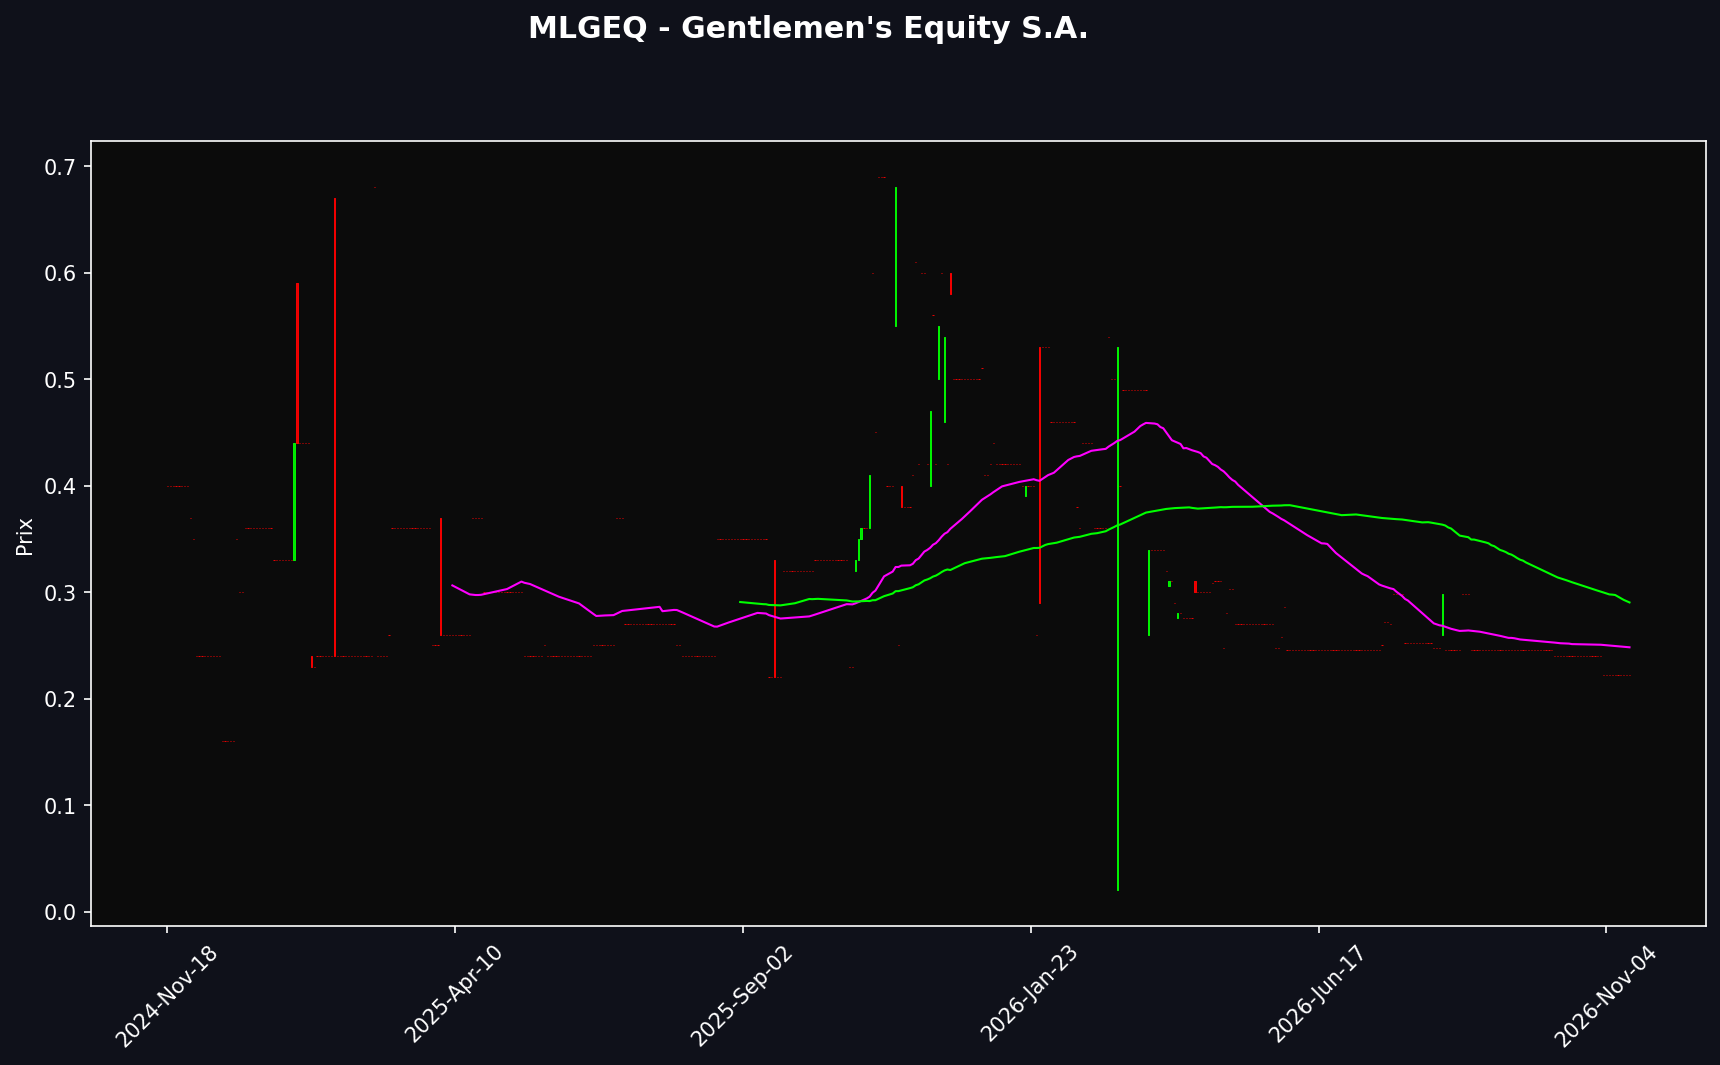 MLGEQ - Gentlemen's Equity S.A.
Prix
0.7
0.6
0.5
0.4
0.3
0.2
0.1
0.0
2024-Nov-18
2025-Apr-10
2025-Sep-02
2026-Jan-23
2026-Jun-17
2026-Nov-04